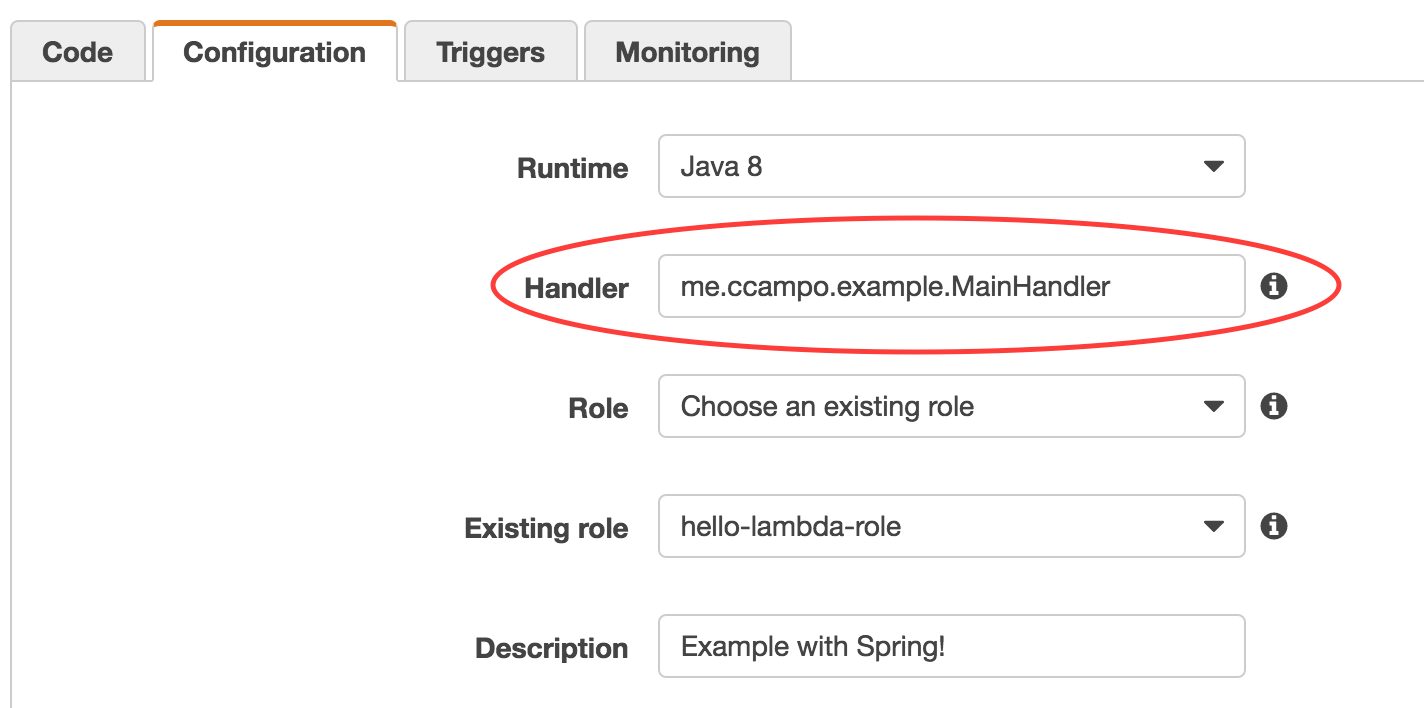 Code Configuration Triggers Monitoring
Runtime Java 8
Handler me.ccampo.example.MainHandler
Role Choose an existing role
Existing role hello-lambda-role
Description Example with Spring!